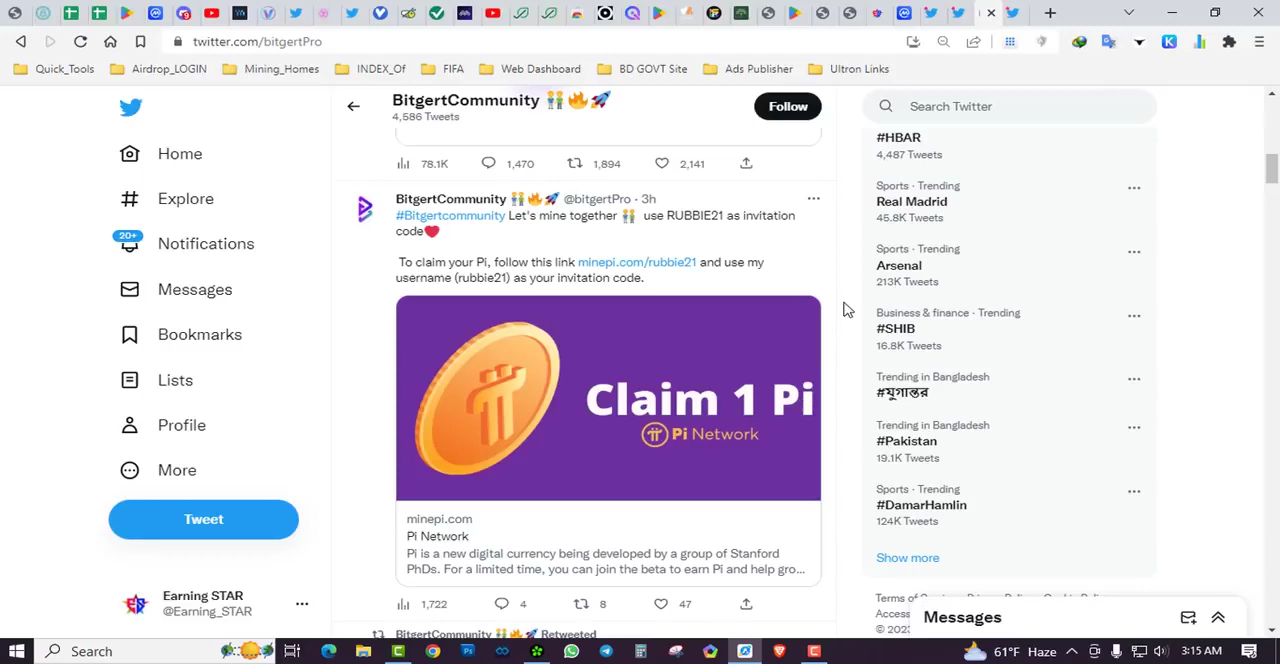 twitter.com/bitgertPro
Quick_Tools
Airdrop_LOGIN
Mining_Homes
INDEX_Of
FIFA
Web Dashboard
BD GOVT Site
Ads Publisher
Ultron Links
Home
Explore
20+
Notifications
Messages
Bookmarks
Lists
Profile
More
Tweet
Earning STAR
@Earning_STAR
BitgertCommunity
4,586 Tweets
Follow
78.1K 1,470 1,894 2,141
BitgertCommunity @bitgertPro · 3h
#Bitgertcommunity Let's mine together use RUBBIE21 as invitation
code
To claim your Pi, follow this link minepi.com/rubbie21 and use my
username (rubbie21) as your invitation code.
Claim 1 Pi
Pi Network
minepi.com
Pi Network
Pi is a new digital currency being developed by a group of Stanford
PhDs. For a limited time, you can join the beta to earn Pi and help gro...
1,722 4 8 47
BitgertCommunity Retweeted
Search Twitter
#HBAR
4,487 Tweets
Sports · Trending
Real Madrid
45.8K Tweets
Sports · Trending
Arsenal
213K Tweets
Business & finance · Trending
#SHIB
16.8K Tweets
Trending in Bangladesh
#যুগান্তর
Trending in Bangladesh
#Pakistan
19.1K Tweets
Sports · Trending
#DamarHamlin
124K Tweets
Show more
Terms of
Access
© 202
Messages
Search
61°F Haze
3:15 AM